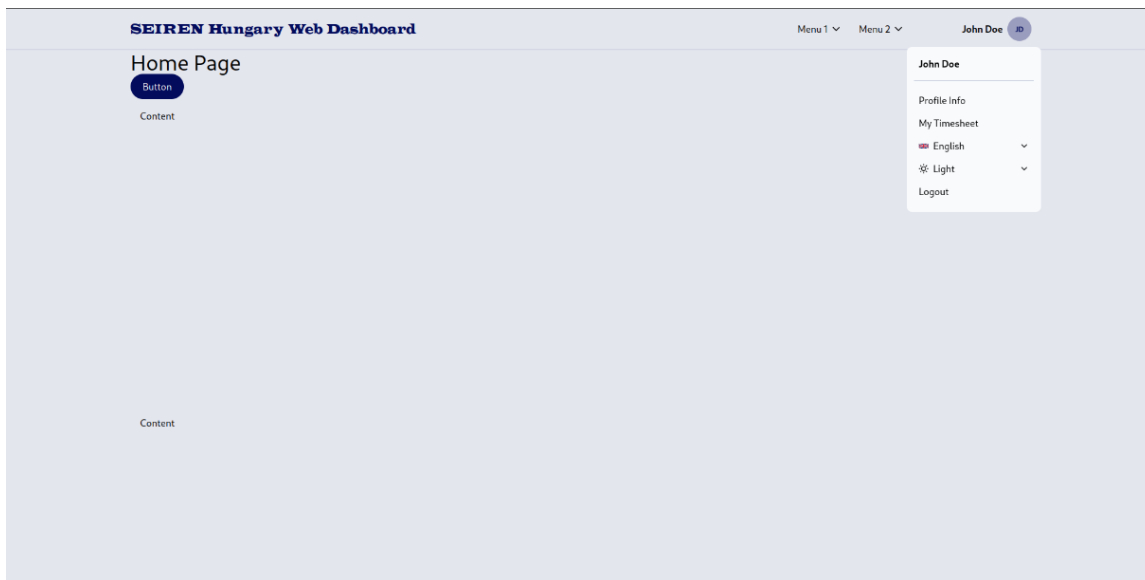 SEIREN Hungary Web Dashboard
Menu 1
Menu 2
John Doe
JD
Home Page
Button
Content
John Doe
Profile Info
My Timesheet
English
Light
Logout
Content